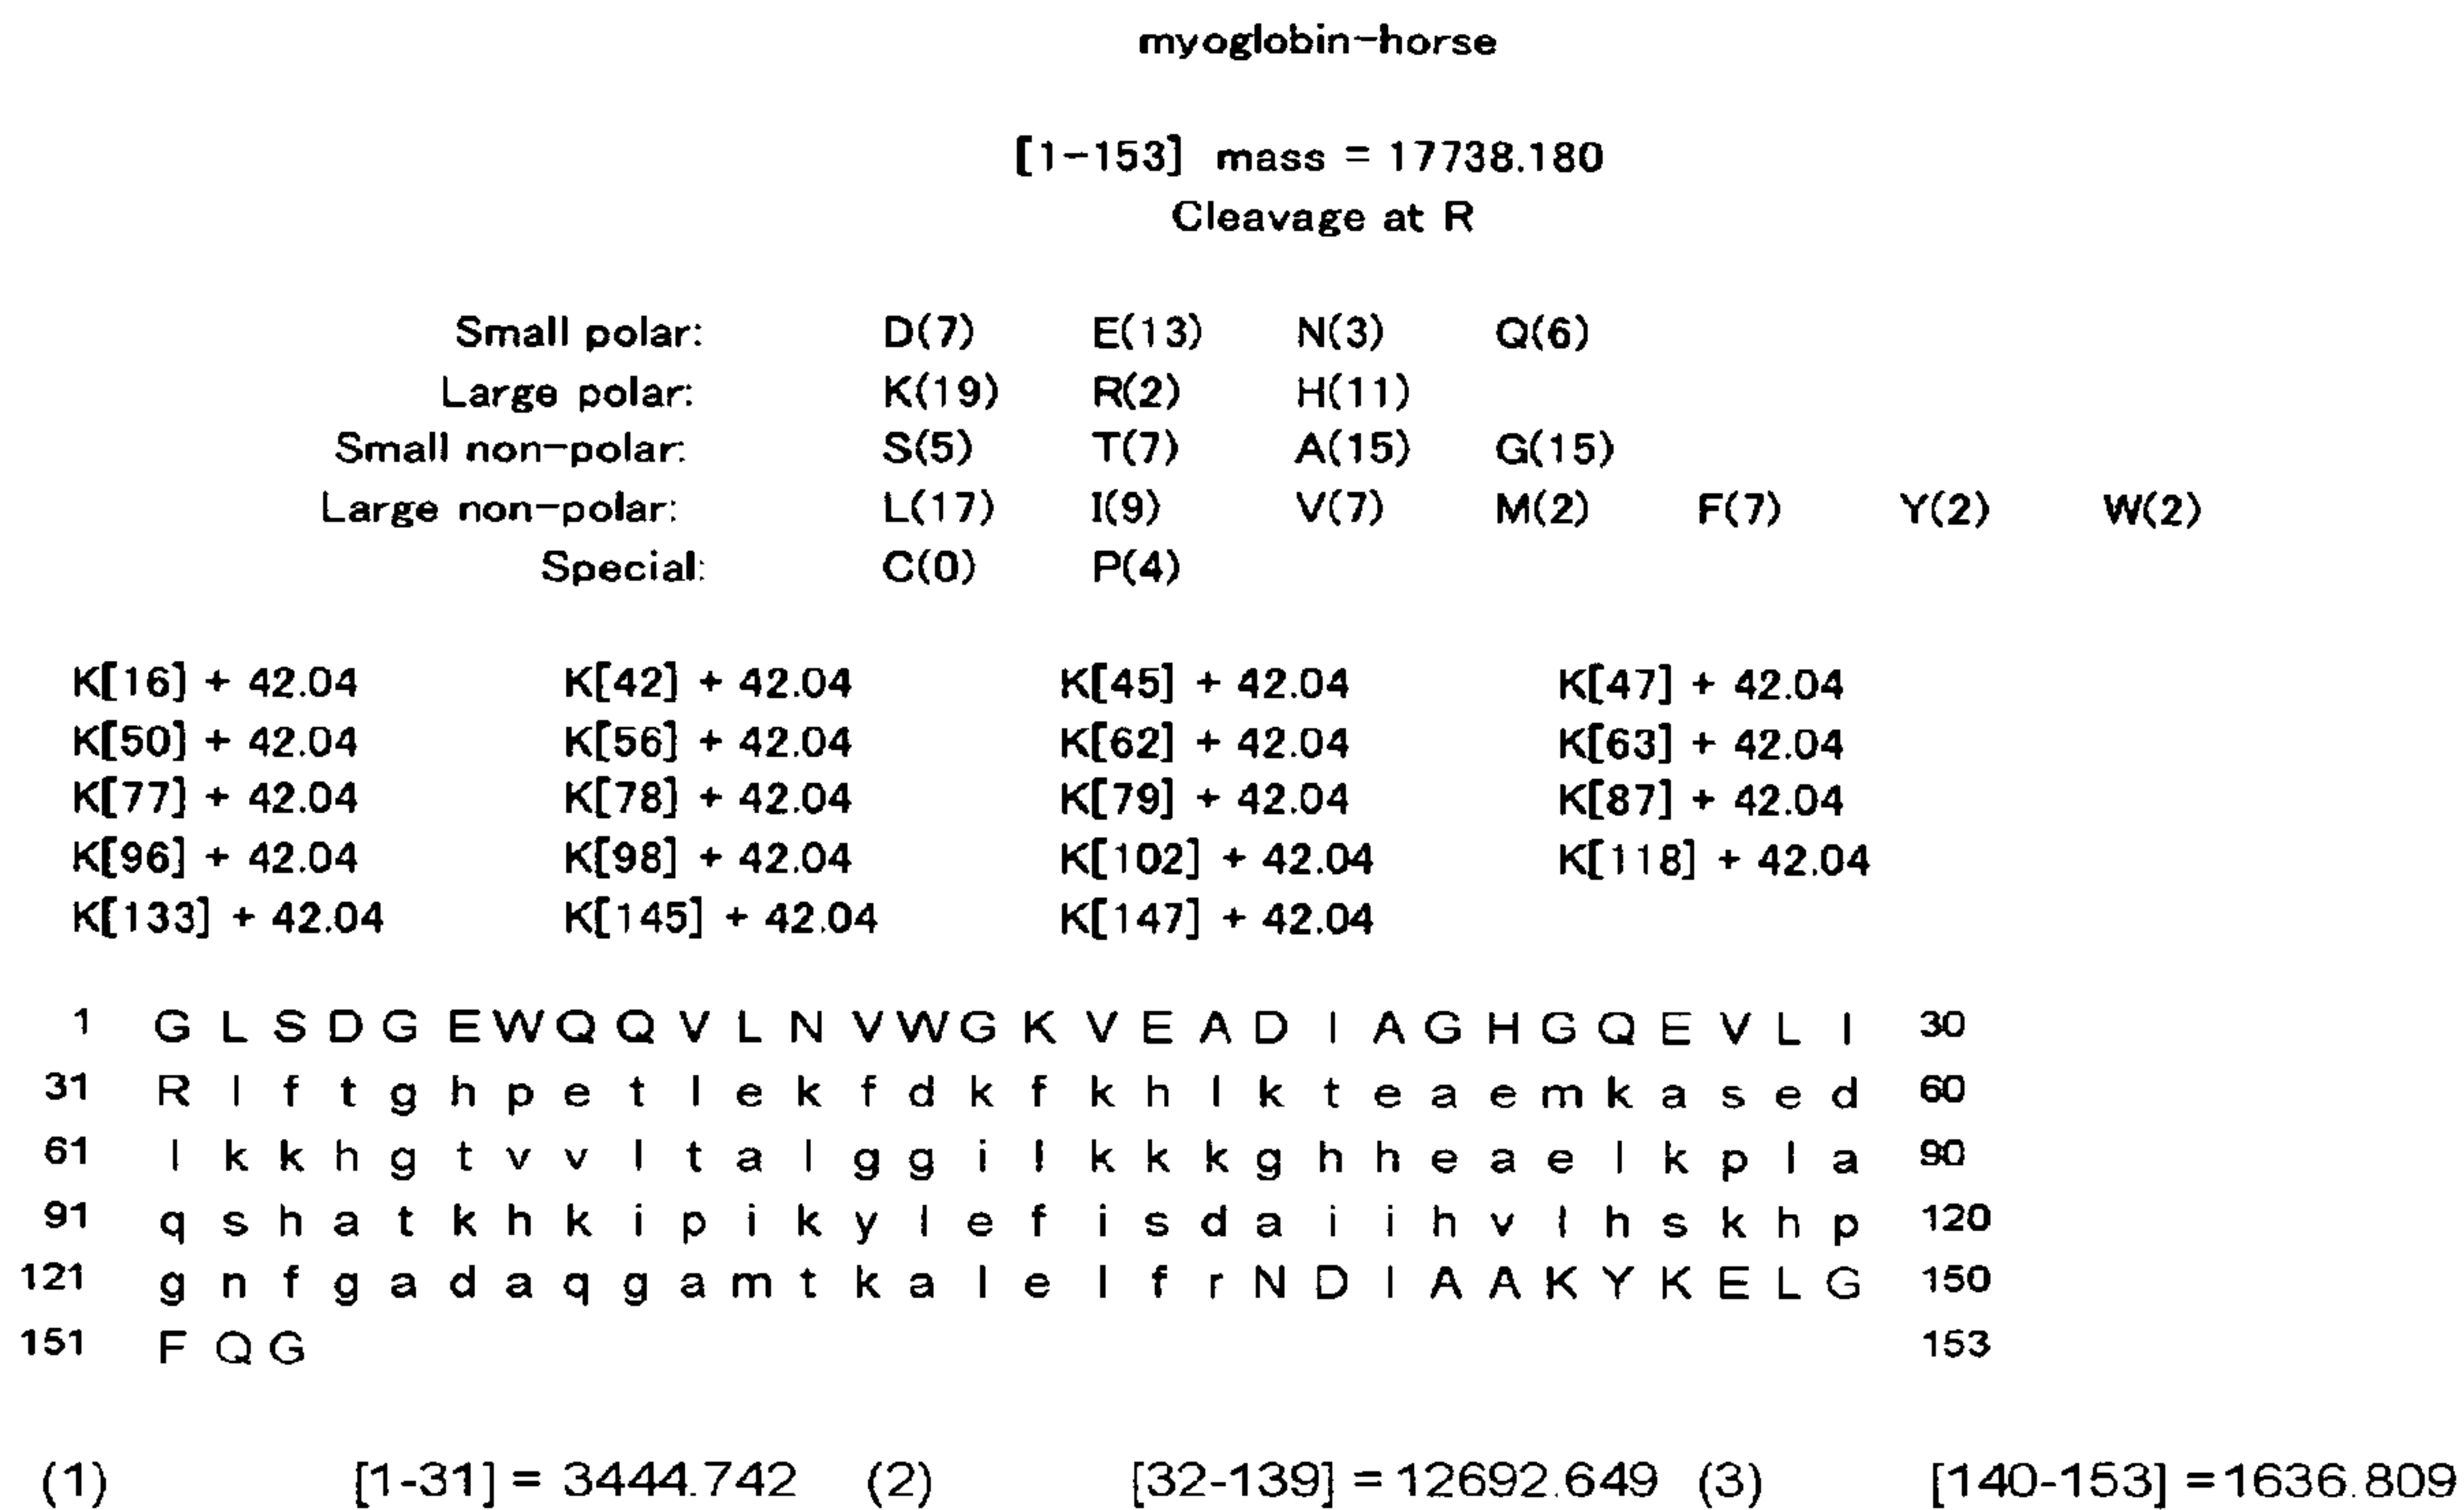 myoglobin-horse
[1-153] mass = 17738.180
Cleavage at R
Small polar: D(7) E(13) N(3) Q(6)
Large polar: K(19) R(2) H(11)
Small non-polar: S(5) T(7) A(15) G(15)
Large non-polar: L(17) I(9) V(7) M(2) F(7) Y(2) W(2)
Special: C(0) P(4)
K[16] + 42.04 K[42] + 42.04 K[45] + 42.04 K[47] + 42.04
K[50] + 42.04 K[56] + 42.04 K[62] + 42.04 K[63] + 42.04
K[77] + 42.04 K[78] + 42.04 K[79] + 42.04 K[87] + 42.04
K[96] + 42.04 K[98] + 42.04 K[102] + 42.04 K[118] + 42.04
K[133] + 42.04 K[145] + 42.04 K[147] + 42.04
1 G L S D G E W Q Q V L N V W G K V E A D I A G H G Q E V L I 30
31 R l f t g h p e t l e k f d k f k h l k t e a e m k a s e d 60
61 l k k h g t v v l t a l g g i l k k k g h h e a e l k p l a 90
91 q s h a t k h k i p i k y l e f i s d a i i h v l h s k h p 120
121 g n f g a d a q g a m t k a l e l f r N D I A A K Y K E L G 150
151 F Q G 153
(1) [1-31] = 3444.742 (2) [32-139] = 12692.649 (3) [140-153] =1636.809